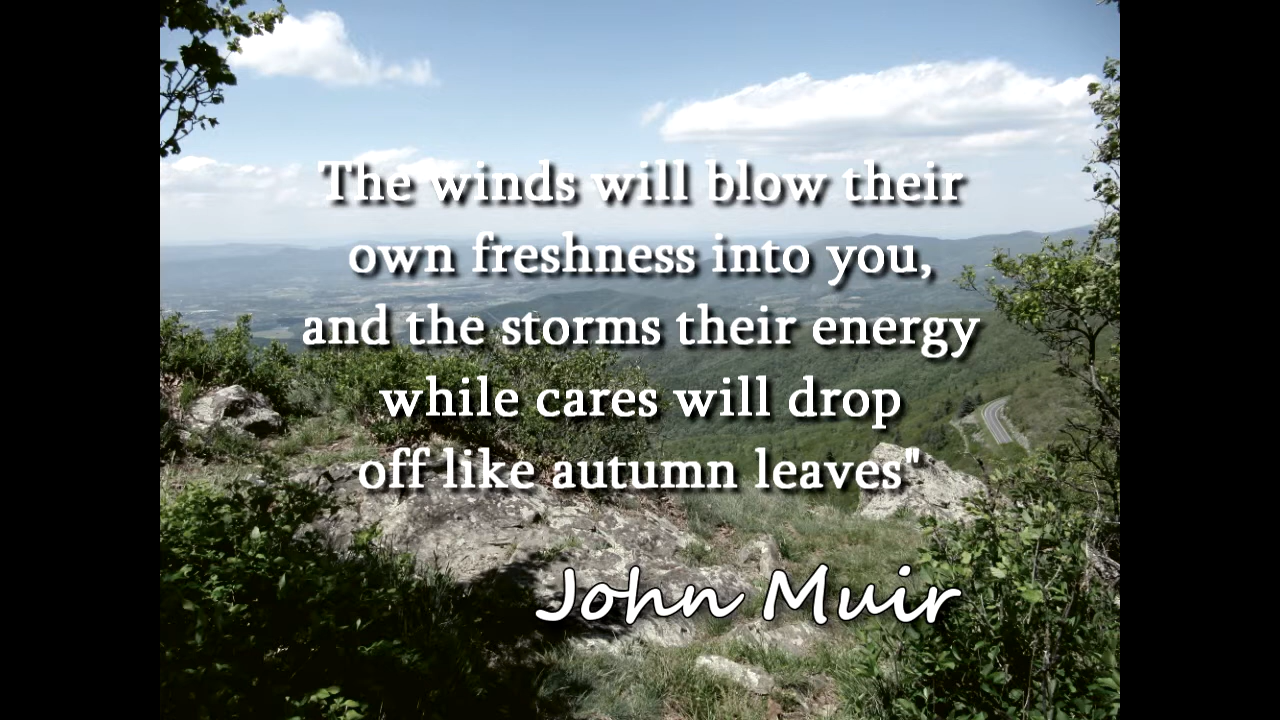 The winds will blow their
own freshness into you,
and the storms their energy
while cares will drop
off like autumn leaves"
John Muir